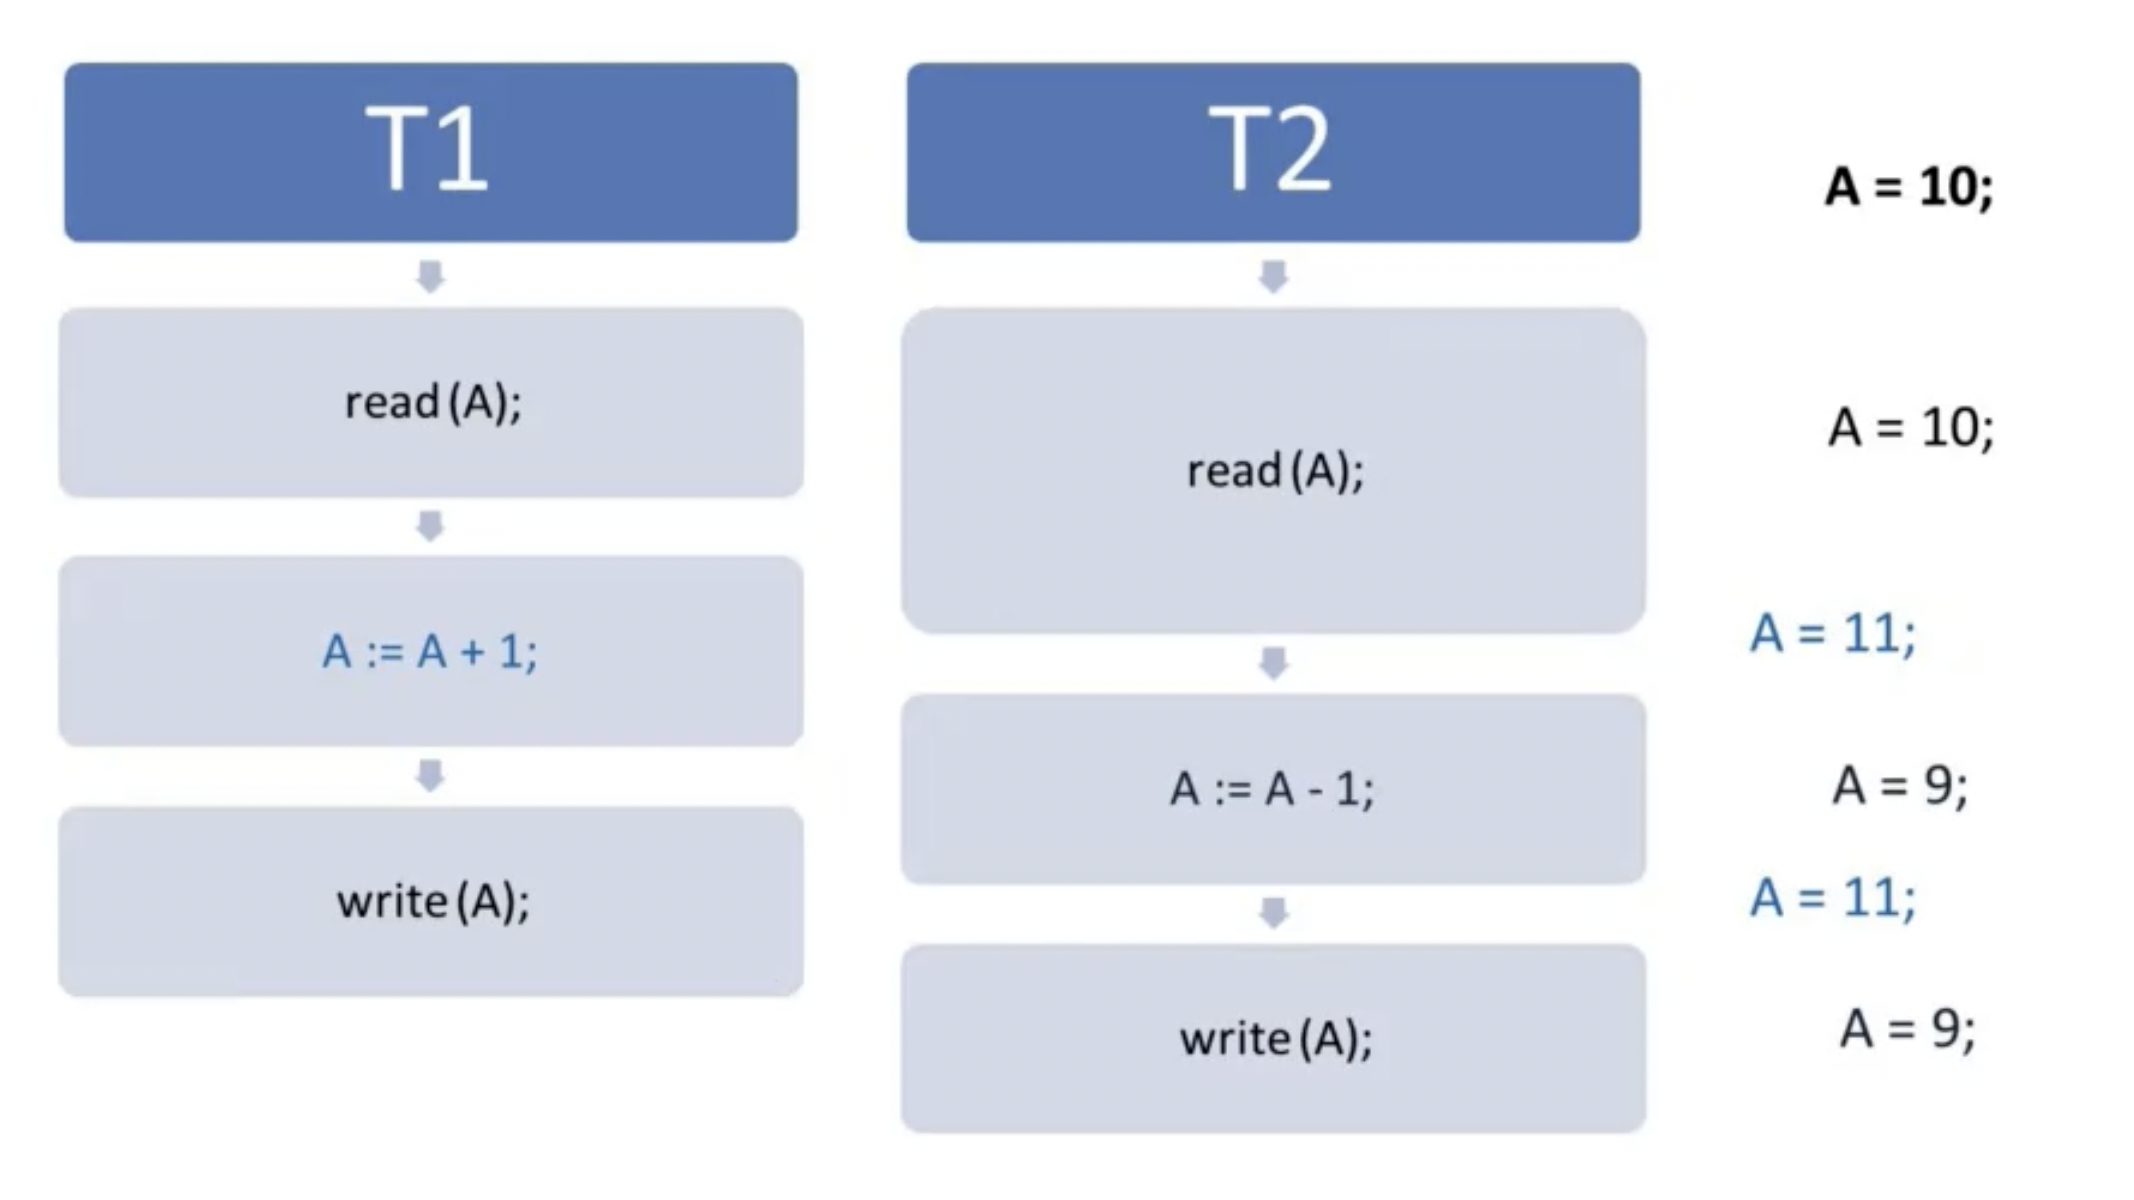 T1
read (A);
A := A + 1;
write (A);
T2
read (A);
A := A - 1;
write (A);
A = 10;
A = 10;
A = 11;
A = 9;
A = 11;
A = 9;